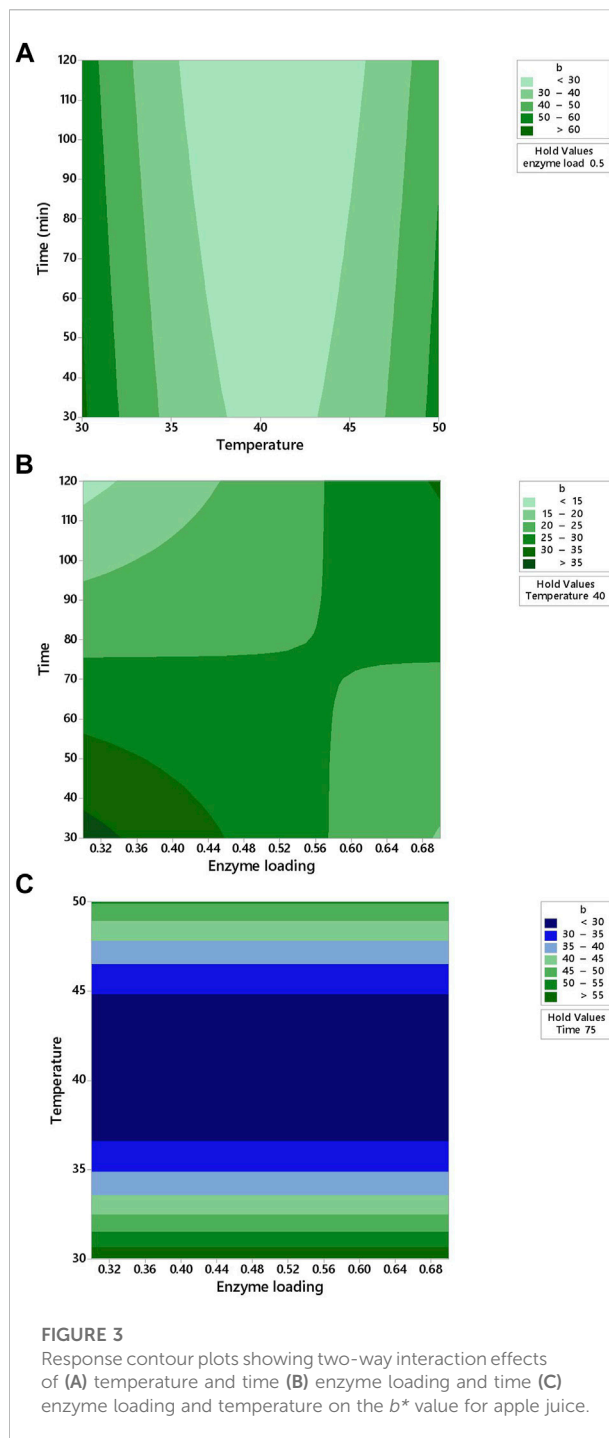 A
120
110
100
90
80
70
60
50
40
30
Time (min)
30 35 40 45 50
Temperature
b
< 30
30 – 40
40 – 50
50 – 60
> 60
Hold Values
enzyme load 0.5
B
120
110
100
90
80
70
60
50
40
30
Time
0.32 0.36 0.40 0.44 0.48 0.52 0.56 0.60 0.64 0.68
Enzyme loading
b
< 15
15 – 20
20 – 25
25 – 30
30 – 35
> 35
Hold Values
Temperature 40
C
50
45
40
35
30
Temperature
0.32 0.36 0.40 0.44 0.48 0.52 0.56 0.60 0.64 0.68
Enzyme loading
b
< 30
30 – 35
35 – 40
40 – 45
45 – 50
50 – 55
> 55
Hold Values
Time 75
FIGURE 3
Response contour plots showing two-way interaction effects
of (A) temperature and time (B) enzyme loading and time (C)
enzyme loading and temperature on the b* value for apple juice.